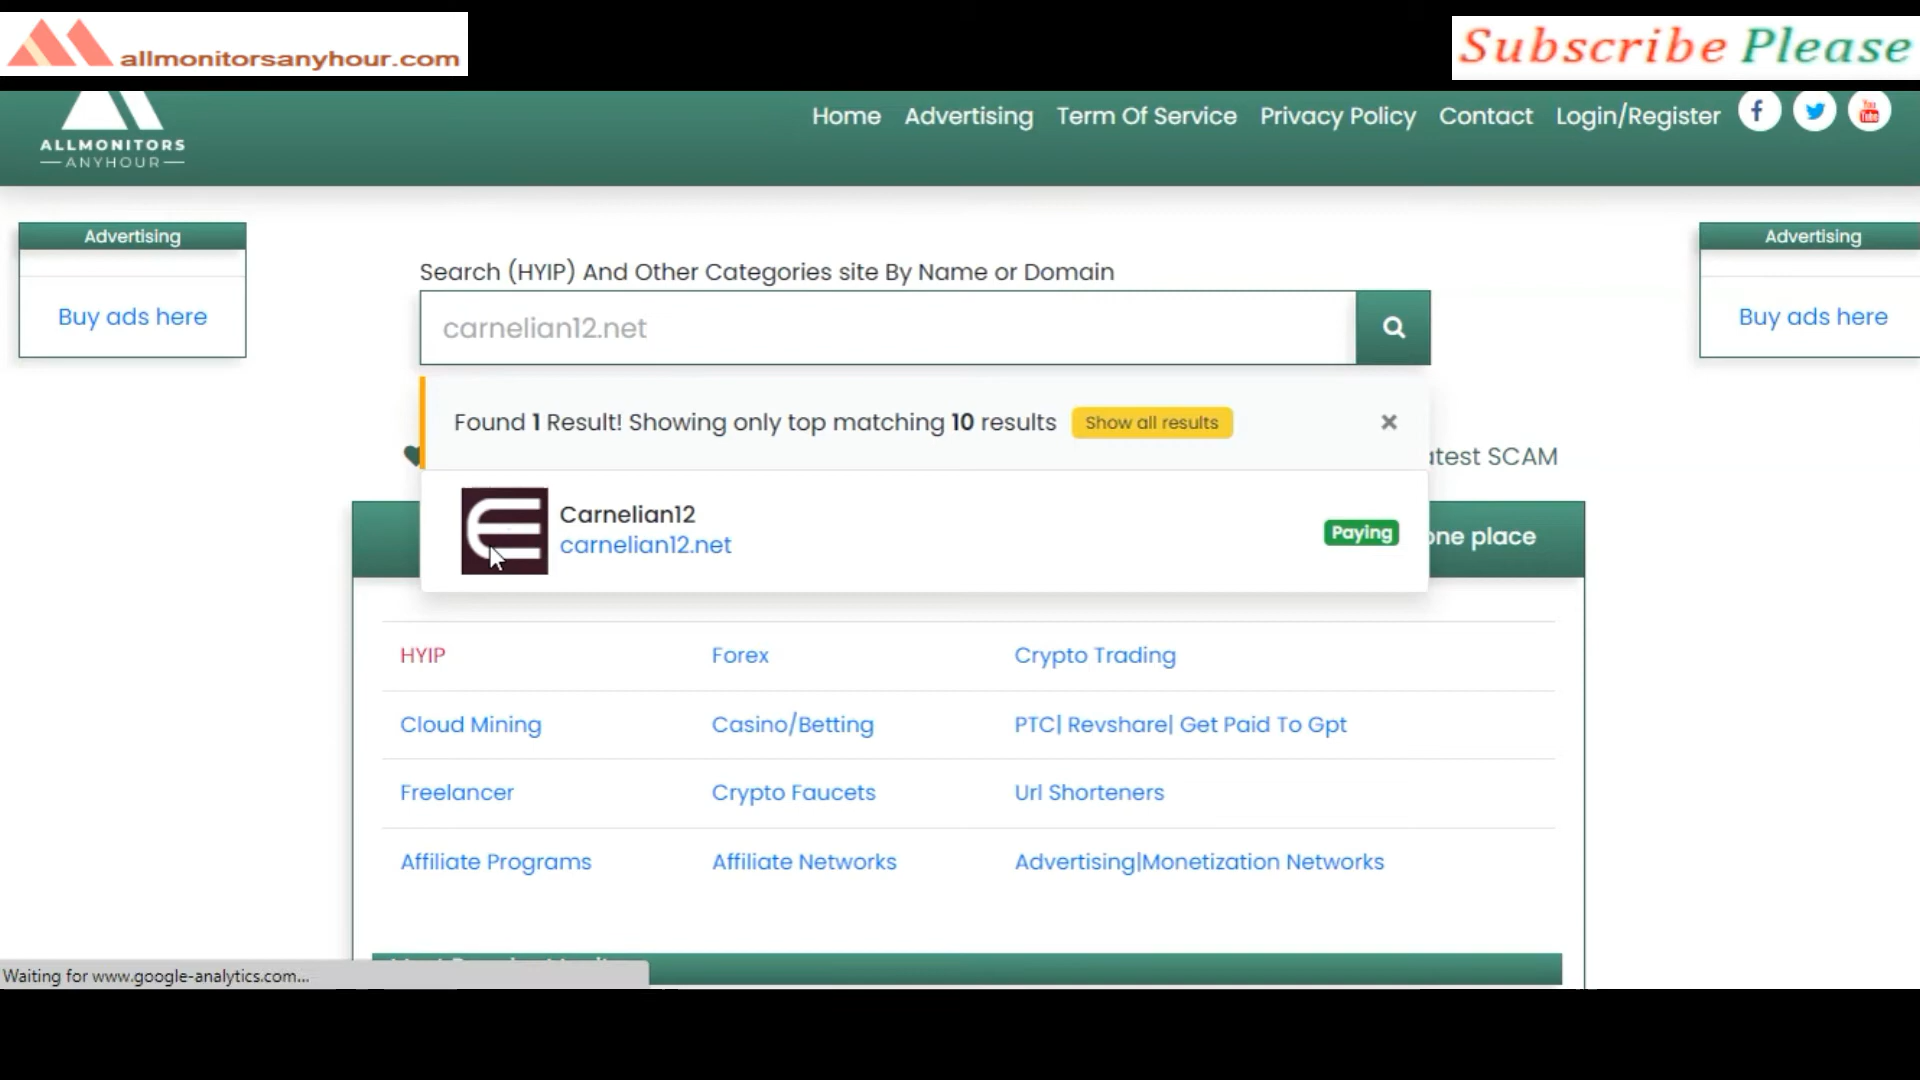 allmonitorsanyhour.com
Subscribe Please
ALLMONITORS
ANYHOUR
Home Advertising Term Of Service Privacy Policy Contact Login/Register
You Tube
Advertising
Buy ads here
Advertising
Buy ads here
Search (HYIP) And Other Categories site By Name or Domain
carnelian12.net
Found 1 Result! Showing only top matching 10 results Show all results ×
atest SCAM
Carnelian12
carnelian12.net
Paying
one place
HYIP Forex Crypto Trading
Cloud Mining Casino/Betting PTC| Revshare| Get Paid To Gpt
Freelancer Crypto Faucets Url Shorteners
Affiliate Programs Affiliate Networks Advertising|Monetization Networks
Waiting for www.google-analytics.com...